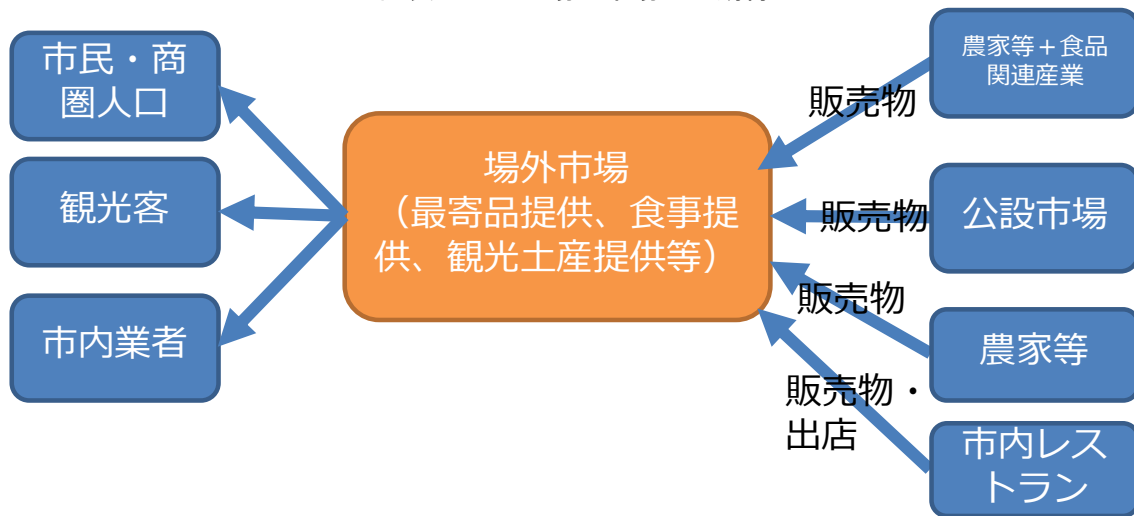 市民・商
圏人口
観光客
市内業者
場外市場
（最寄品提供、食事提
供、観光土産提供等）
販売物
販売物
販売物
販売物・
出店
農家等＋食品
関連産業
公設市場
農家等
市内レス
トラン